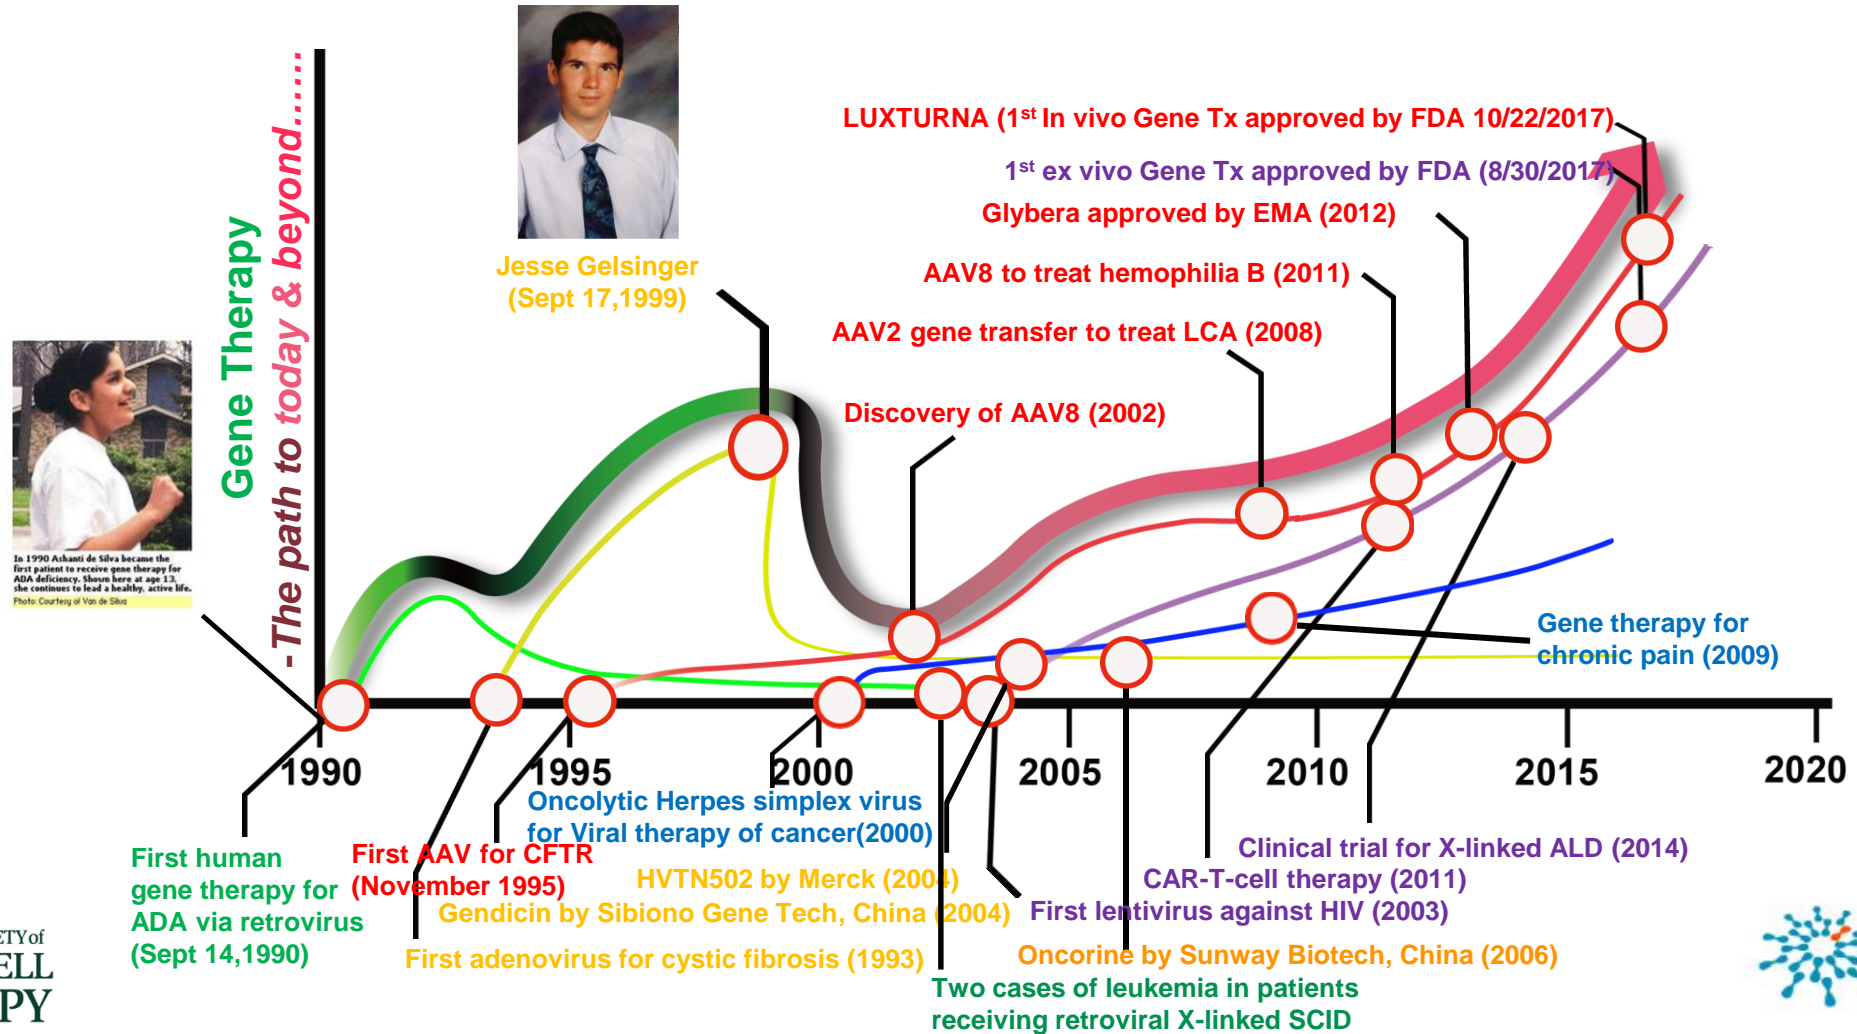 Gene Therapy
-The path to today & beyond......
In 1990 Ashanti de Silva became the
first patient to receive gene therapy for
ADA deficiency. Shown here at age 13,
she continues to lead a healthy, active life.
Photo: Courtesy of Van de Silva
Jesse Gelsinger
(Sept 17,1999)
LUXTURNA (1st In vivo Gene Tx approved by FDA 10/22/2017)
1st ex vivo Gene Tx approved by FDA (8/30/2017)
Glybera approved by EMA (2012)
AAV8 to treat hemophilia B (2011)
AAV2 gene transfer to treat LCA (2008)
Discovery of AAV8 (2002)
Gene therapy for
chronic pain (2009)
1990
1995
2000
2005
2010
2015
2020
Oncolytic Herpes simplex virus
for Viral therapy of cancer(2000)
First human
gene therapy for
ADA via retrovirus
(Sept 14,1990)
First AAV for CFTR
(November 1995)
HVTN502 by Merck (2004)
Gendicin by Sibiono Gene Tech, China (2004)
First adenovirus for cystic fibrosis (1993)
Clinical trial for X-linked ALD (2014)
CAR-T-cell therapy (2011)
First lentivirus against HIV (2003)
Oncorine by Sunway Biotech, China (2006)
Two cases of leukemia in patients
receiving retroviral X-linked SCID
ETY of
ELL
PY